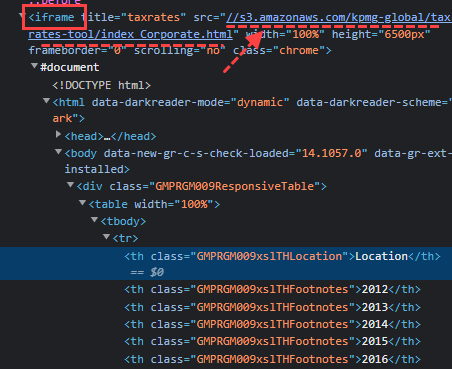 ::before
<iframe title="taxrates" src="//s3.amazonaws.com/kpmg-global/tax
rates-tool/index_Corporate.html" width="100%" height="6500px"
frameborder="0" scrolling="no" class="chrome">
#document
<!DOCTYPE html>
<html data-darkreader-mode="dynamic" data-darkreader-scheme="
ark">
<head>…</head>
<body data-new-gr-c-s-check-loaded="14.1057.0" data-gr-ext-
installed>
<div class="GMPRGM009ResponsiveTable">
<table width="100%">
<tbody>
<tr>
<th class="GMPRGM009xslTHLocation">Location</th>
== $0
<th class="GMPRGM009xslTHFootnotes">2012</th>
<th class="GMPRGM009xslTHFootnotes">2013</th>
<th class="GMPRGM009xslTHFootnotes">2014</th>
<th class="GMPRGM009xslTHFootnotes">2015</th>
<th class="GMPRGM009xslTHFootnotes">2016</th>